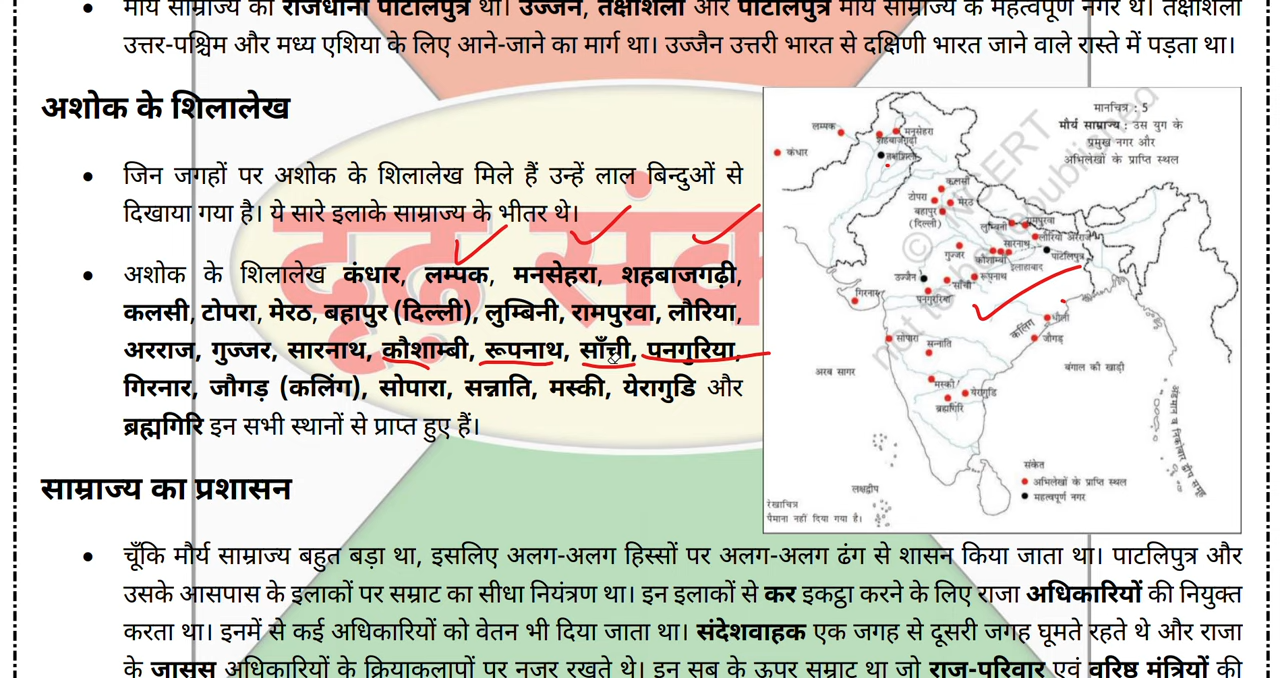 मौर्य साम्राज्य की राजधानी पाटलिपुत्र थी। उज्जैन, तक्षशिला और पाटलिपुत्र मौर्य साम्राज्य के महत्वपूर्ण नगर थे। तक्षशिला
उत्तर-पश्चिम और मध्य एशिया के लिए आने-जाने का मार्ग था। उज्जैन उत्तरी भारत से दक्षिणी भारत जाने वाले रास्ते में पड़ता था।
अशोक के शिलालेख
जिन जगहों पर अशोक के शिलालेख मिले हैं उन्हें लाल बिन्दुओं से
दिखाया गया है। ये सारे इलाके साम्राज्य के भीतर थे।
अशोक के शिलालेख कंधार, लम्पक, मनसेहरा, शहबाजगढ़ी,
कलसी, टोपरा, मेरठ, बहापुर (दिल्ली), लुम्बिनी, रामपुरवा, लौरिया,
अरराज, गुज्जर, सारनाथ, कौशाम्बी, रूपनाथ, साँची, पनगुरिया,
गिरनार, जौगड़ (कलिंग), सोपारा, सन्नाति, मस्की, येरागुडि और
ब्रह्मगिरि इन सभी स्थानों से प्राप्त हुए हैं।
मानचित्र : 5
मौर्य साम्राज्य : उस युग के
प्रमुख नगर और
अभिलेखों के प्राप्ति स्थल
लम्पक
मनसेहरा
शहबाजगढ़ी
कंधार
तक्षशिला
कलसी
टोपरा
मेरठ
बहापुर
(दिल्ली)
लुम्बिनी
रामपुरवा
लौरिया अरराज
सारनाथ
गुज्जर
कौशाम्बी
पाटलिपुत्र
इलाहाबाद
उज्जैन
रूपनाथ
साँची
पनगुरिया
गिरनार
धौली
कलिंग
जौगड़
सोपारा
सन्नाति
अरब सागर
बंगाल की खाड़ी
मस्की
येरागुडि
ब्रह्मगिरि
अंडमान व निकोबार द्वीप समूह
लक्षद्वीप
संकेत
अभिलेखों के प्राप्ति स्थल
महत्वपूर्ण नगर
रेखाचित्र
पैमाना नहीं दिया गया है।
साम्राज्य का प्रशासन
चूँकि मौर्य साम्राज्य बहुत बड़ा था, इसलिए अलग-अलग हिस्सों पर अलग-अलग ढंग से शासन किया जाता था। पाटलिपुत्र और
उसके आसपास के इलाकों पर सम्राट का सीधा नियंत्रण था। इन इलाकों से कर इकट्ठा करने के लिए राजा अधिकारियों की नियुक्त
करता था। इनमें से कई अधिकारियों को वेतन भी दिया जाता था। संदेशवाहक एक जगह से दूसरी जगह घूमते रहते थे और राजा
के जासूस अधिकारियों के क्रियाकलापों पर नजर रखते थे। इन सब के ऊपर सम्राट था जो राज-परिवार एवं वरिष्ठ मंत्रियों की